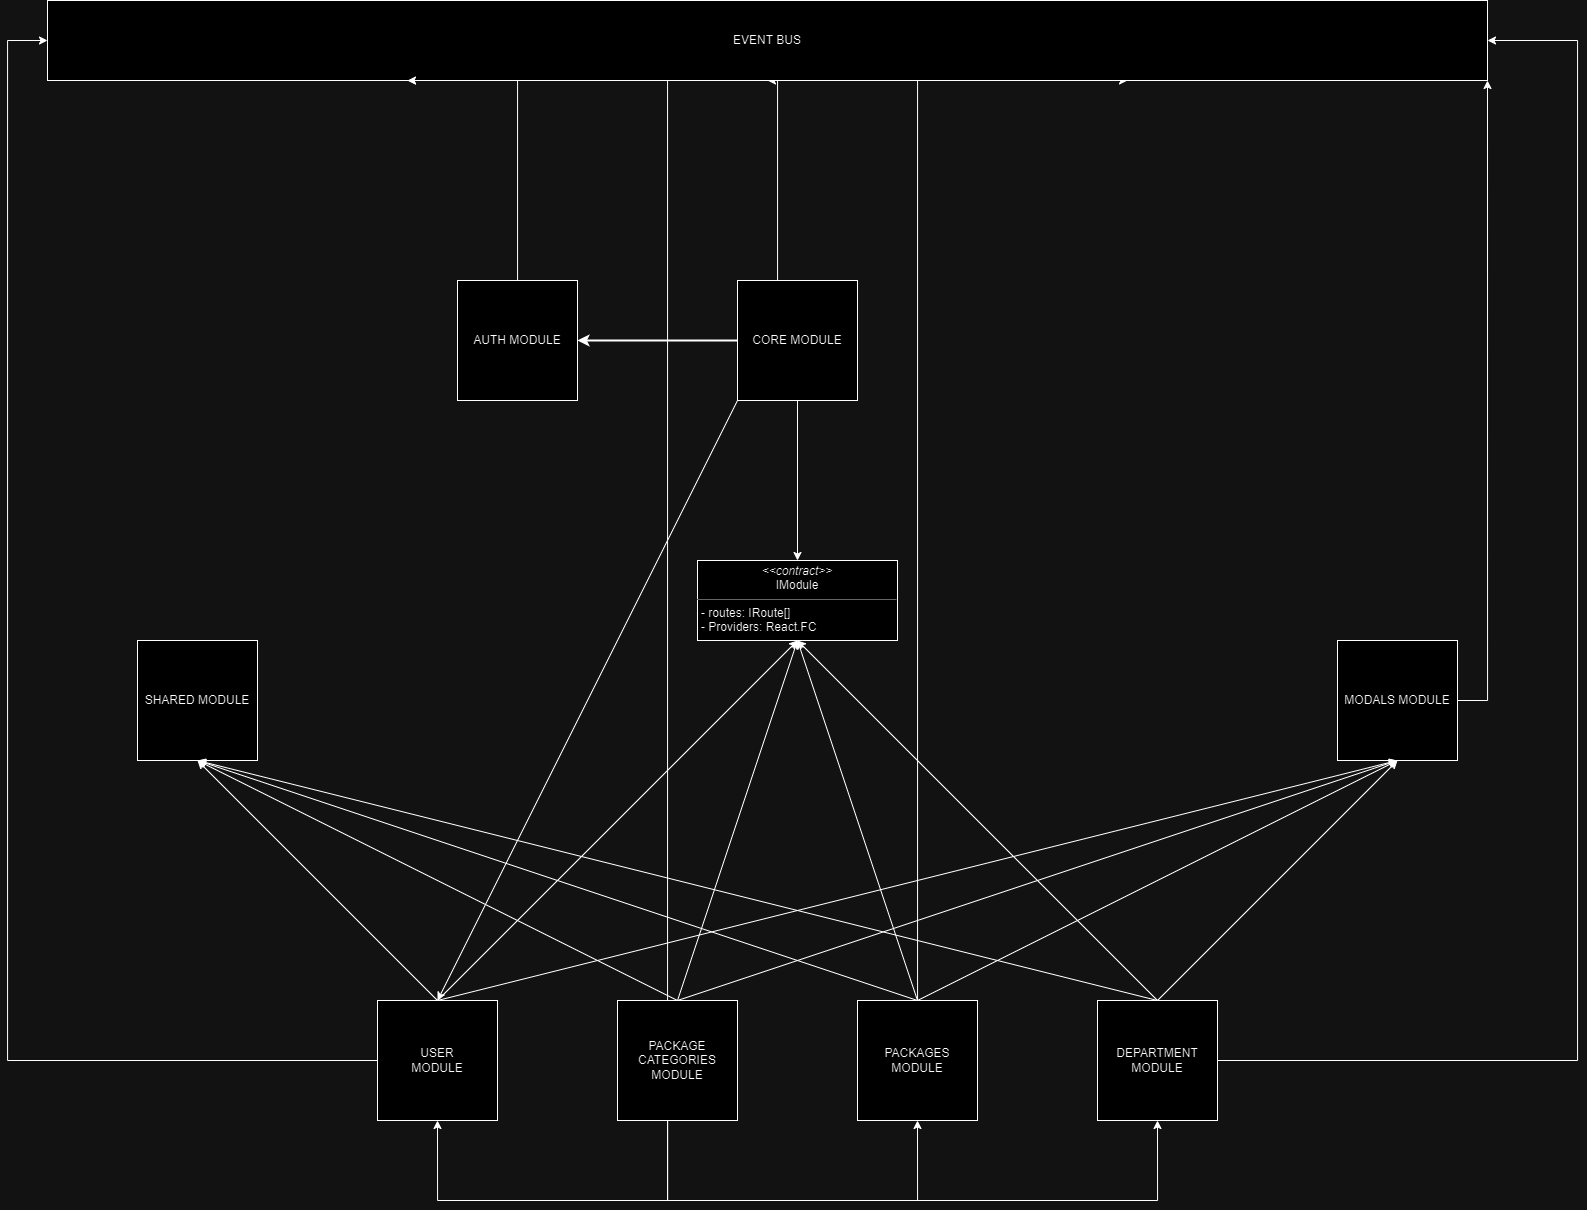 EVENT BUS
AUTH MODULE
CORE MODULE
<<contract>>
IModule
- routes: IRoute[]
- Providers: React.FC
SHARED MODULE
MODALS MODULE
USER
MODULE
PACKAGE
CATEGORIES
MODULE
PACKAGES
MODULE
DEPARTMENT
MODULE